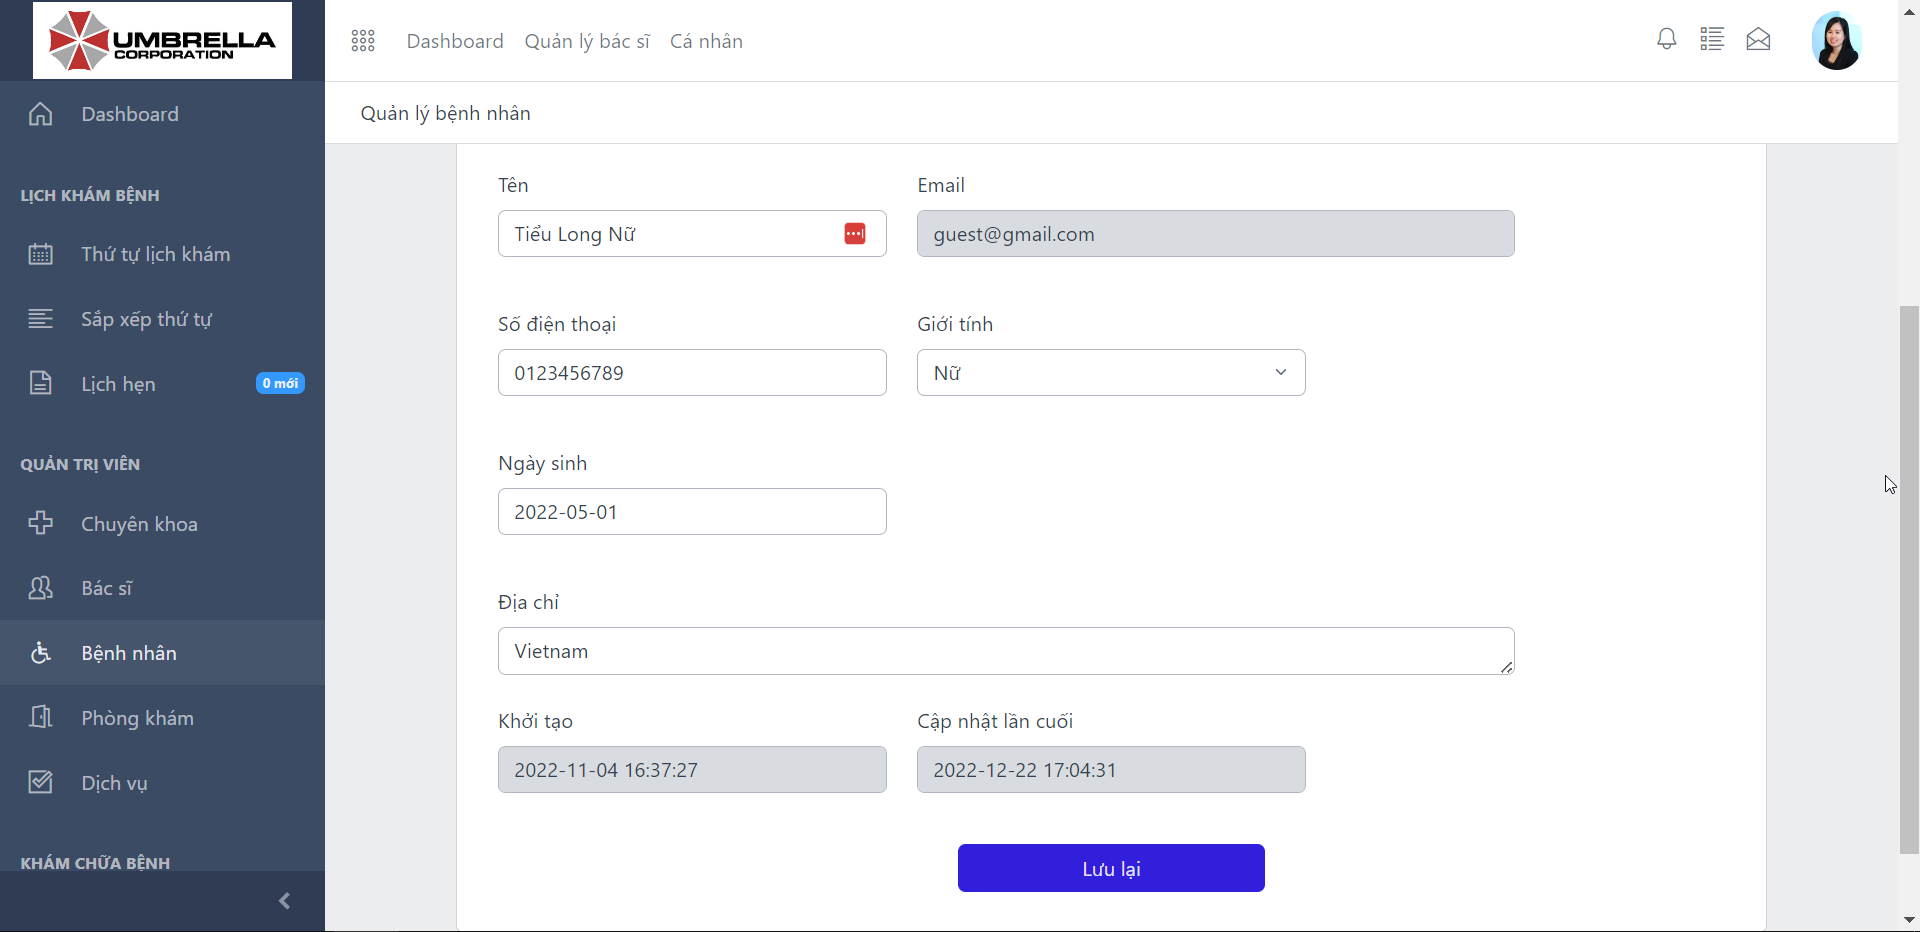 UMBRELLA
CORPORATION
Dashboard
Quản lý bác sĩ
Cá nhân
Quản lý bệnh nhân
Dashboard
LỊCH KHÁM BỆNH
Thứ tự lịch khám
Sắp xếp thứ tự
Lịch hẹn
0 mới
QUẢN TRỊ VIÊN
Chuyên khoa
Bác sĩ
Bệnh nhân
Phòng khám
Dịch vụ
KHÁM CHỮA BỆNH
Tên
Email
Tiểu Long Nữ
guest@gmail.com
Số điện thoại
Giới tính
0123456789
Nữ
Ngày sinh
2022-05-01
Địa chỉ
Vietnam
Khởi tạo
Cập nhật lần cuối
2022-11-04 16:37:27
2022-12-22 17:04:31
Lưu lại